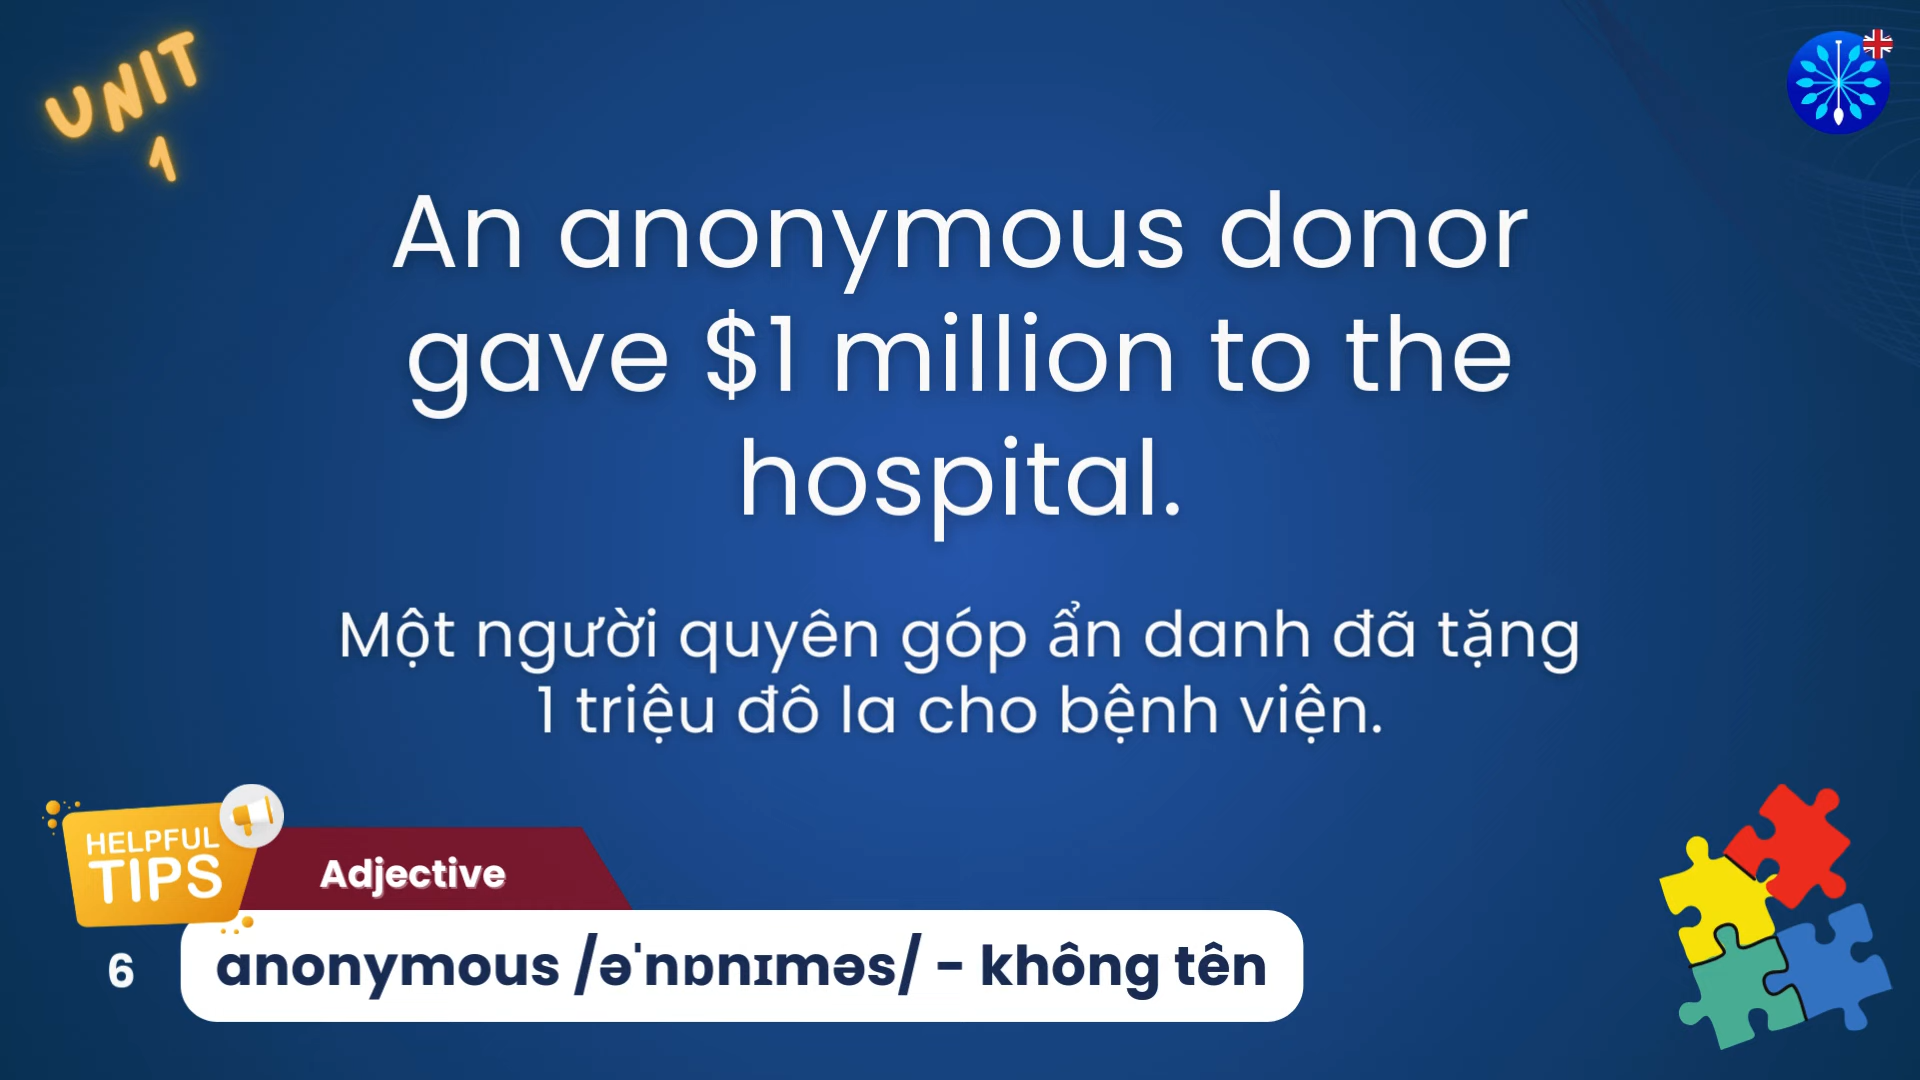 UNIT
1
An anonymous donor
gave $1 million to the
hospital.
Một người quyên góp ẩn danh đã tặng
1 triệu đô la cho bệnh viện.
HELPFUL
TIPS
Adjective
6
anonymous /əˈnɒnɪməs/ - không tên